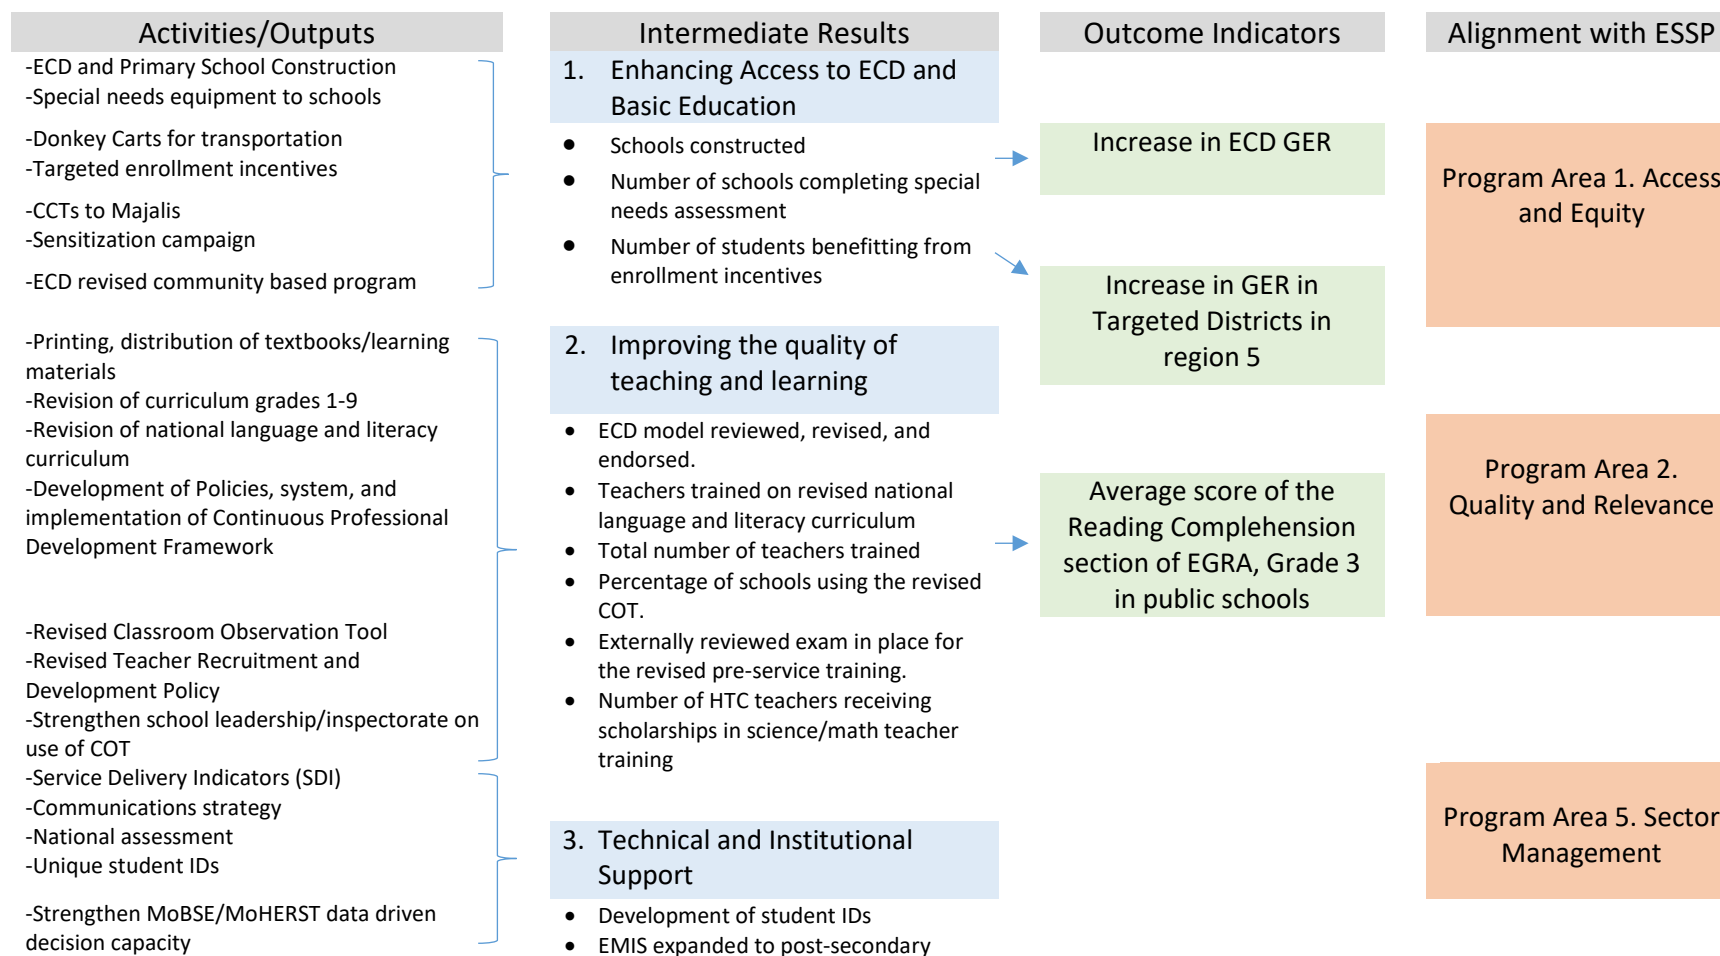 Activities/Outputs
-ECD and Primary School Construction
-Special needs equipment to schools
-Donkey Carts for transportation
-Targeted enrollment incentives
-CCTs to Majalis
-Sensitization campaign
-ECD revised community based program
-Printing, distribution of textbooks/learning
materials
-Revision of curriculum grades 1-9
-Revision of national language and literacy
curriculum
-Development of Policies, system, and
implementation of Continuous Professional
Development Framework
-Revised Classroom Observation Tool
-Revised Teacher Recruitment and
Development Policy
-Strengthen school leadership/inspectorate on
use of COT
-Service Delivery Indicators (SDI)
-Communications strategy
-National assessment
-Unique student IDs
-Strengthen MoBSE/MoHERST data driven
decision capacity
Intermediate Results
1. Enhancing Access to ECD and
Basic Education
• Schools constructed
• Number of schools completing special
needs assessment
• Number of students benefitting from
enrollment incentives
2. Improving the quality of
teaching and learning
• ECD model reviewed, revised, and
endorsed.
• Teachers trained on revised national
language and literacy curriculum
• Total number of teachers trained
• Percentage of schools using the revised
COT.
• Externally reviewed exam in place for
the revised pre-service training.
• Number of HTC teachers receiving
scholarships in science/math teacher
training
3. Technical and Institutional
Support
• Development of student IDs
• EMIS expanded to post-secondary
Outcome Indicators
Increase in ECD GER
Increase in GER in
Targeted Districts in
region 5
Average score of the
Reading Complehension
section of EGRA, Grade 3
in public schools
Alignment with ESSP
Program Area 1. Access
and Equity
Program Area 2.
Quality and Relevance
Program Area 5. Sector
Management